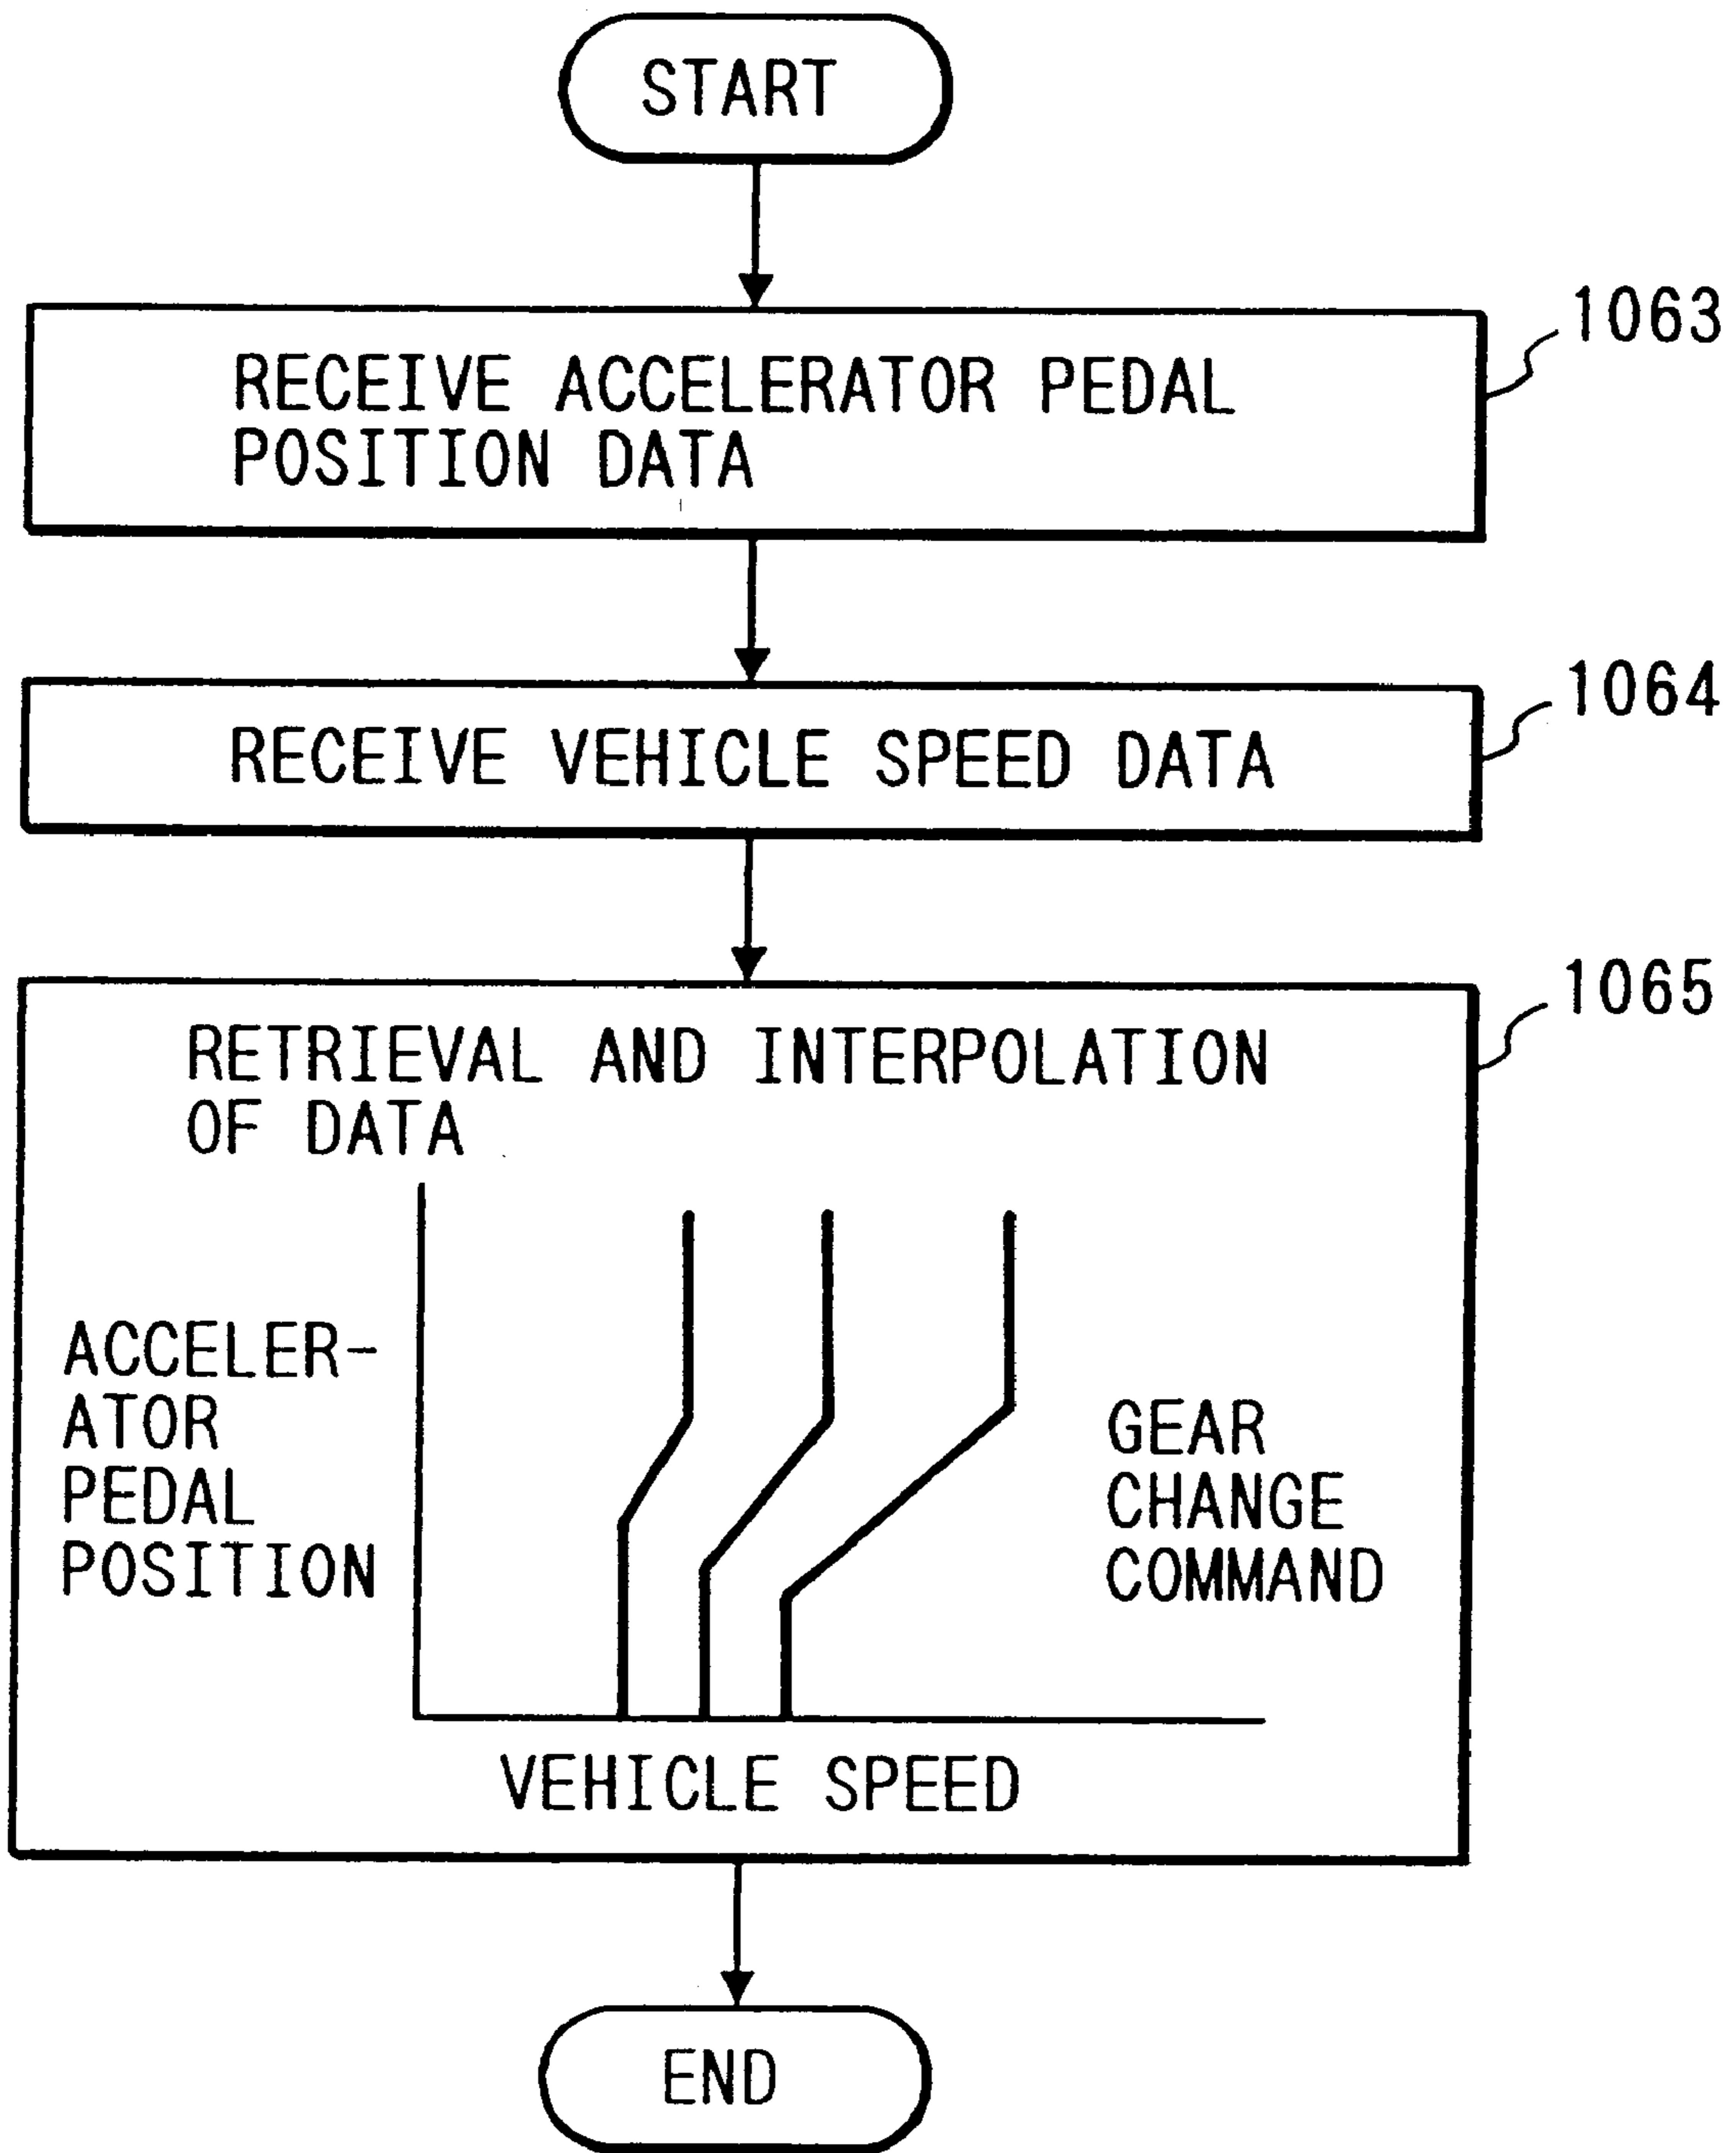 START
1063
RECEIVE ACCELERATOR PEDAL
POSITION DATA
1064
RECEIVE VEHICLE SPEED DATA
1065
RETRIEVAL AND INTERPOLATION
OF DATA
ACCELER-
ATOR
PEDAL
POSITION
GEAR
CHANGE
COMMAND
VEHICLE SPEED
END